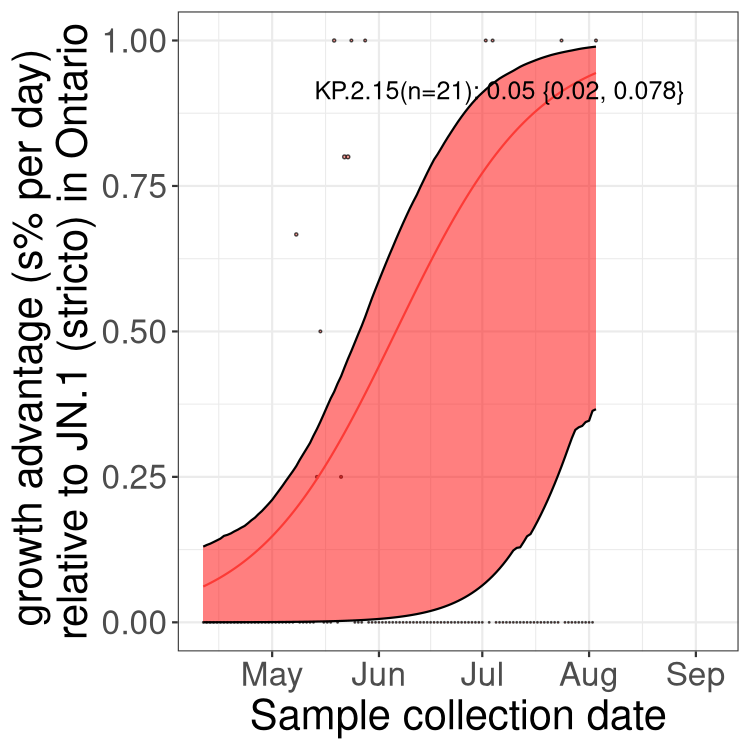 growth advantage (s% per day)
relative to JN.1 (stricto) in Ontario
1.00
0.75
0.50
0.25
0.00
KP.2.15(n=21): 0.05 {0.02, 0.078}
May Jun Jul Aug Sep
Sample collection date